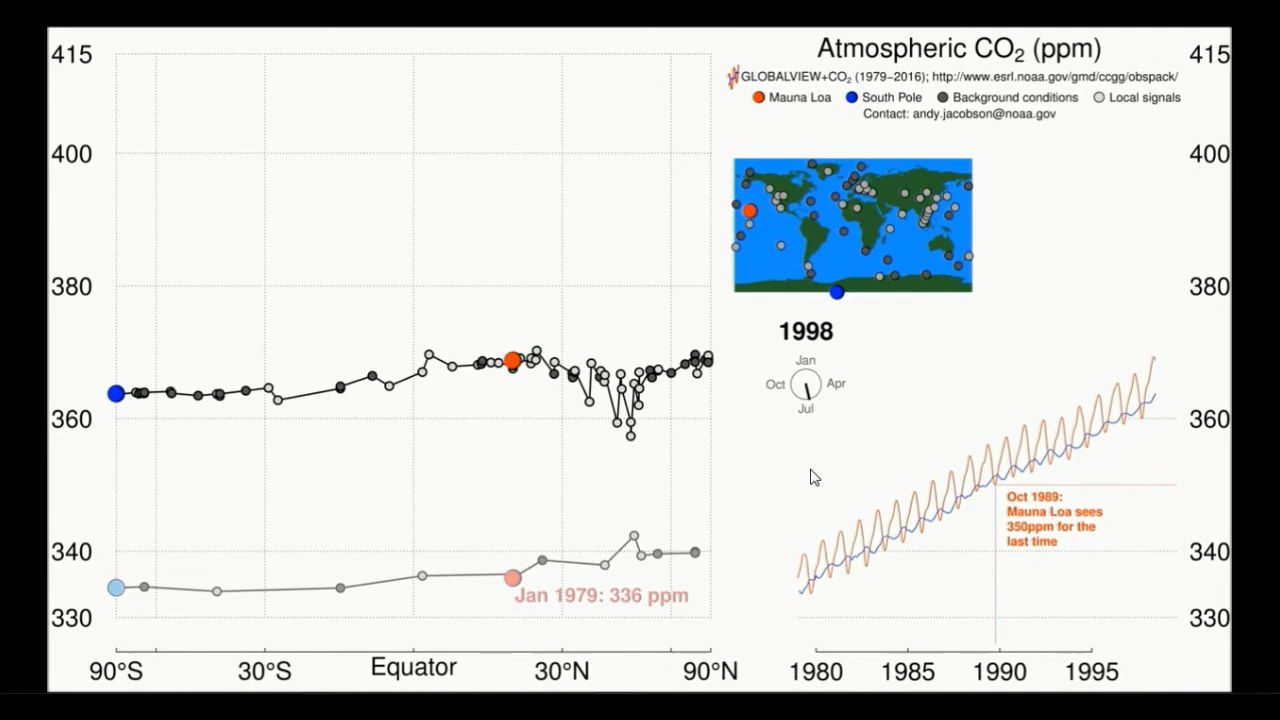 Atmospheric CO₂ (ppm)
GLOBALVIEW+CO₂ (1979–2016); http://www.esrl.noaa.gov/gmd/ccgg/obspack/
Mauna Loa South Pole Background conditions Local signals
Contact: andy.jacobson@noaa.gov
415
400
380
360
340
330
90°S 30°S Equator 30°N 90°N
Jan 1979: 336 ppm
1998
Jan
Oct Apr
Jul
415
400
380
360
340
330
Oct 1989:
Mauna Loa sees
350ppm for the
last time
1980 1985 1990 1995